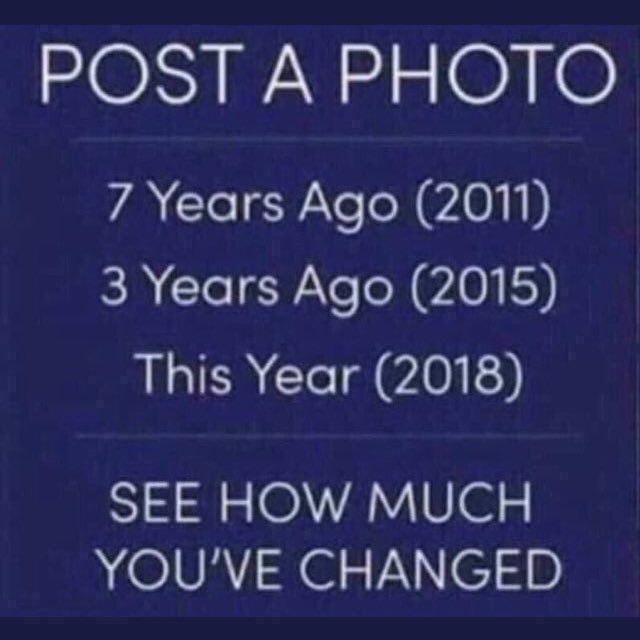 POST A PHOTO
7 Years Ago (2011)
3 Years Ago (2015)
This Year (2018)
SEE HOW MUCH
YOU'VE CHANGED